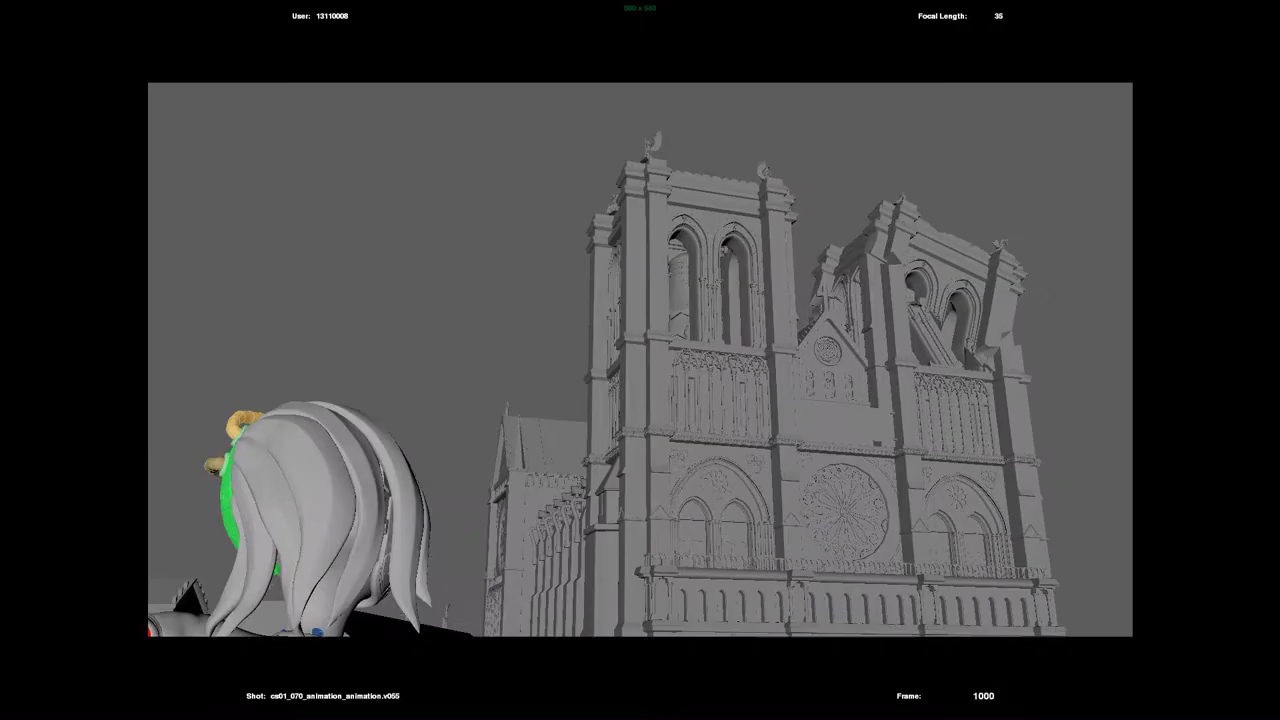 User: 13110008
Focal Length: 35
Shot: cs01_070_animation_animation.v055
Frame: 1000